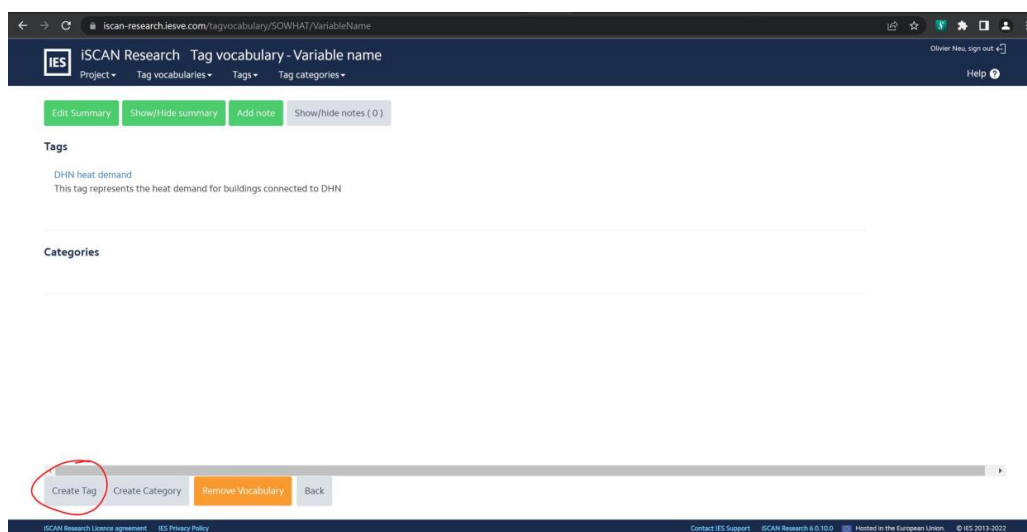 iscan-research.iesve.com/tagvocabulary/SOWHAT/VariableName
IES
iSCAN Research Tag vocabulary - Variable name
Olivier Neu, sign out
Project Tag vocabularies Tags Tag categories
Help ?
Edit Summary Show/Hide summary Add note Show/hide notes ( 0 )
Tags
DHN heat demand
This tag represents the heat demand for buildings connected to DHN
Categories
Create Tag Create Category Remove Vocabulary Back
iSCAN Research Licence agreement IES Privacy Policy Contact IES Support iSCAN Research 6.0.10.0 Hosted in the European Union. © IES 2013-2022